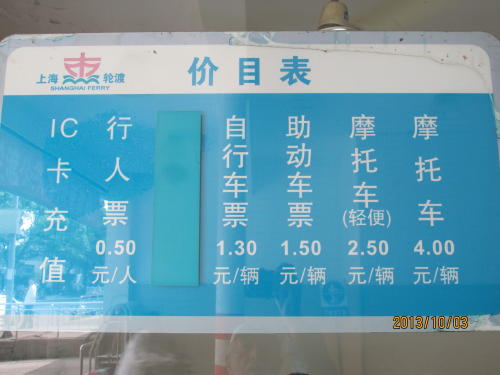 上海 轮渡
SHANGHAI FERRY
价目表
IC卡充值
行人票
0.50
元/人
自行车票
1.30
元/辆
助动车票
1.50
元/辆
摩托车
(轻便)
2.50
元/辆
摩托车
4.00
元/辆
2013/10/03